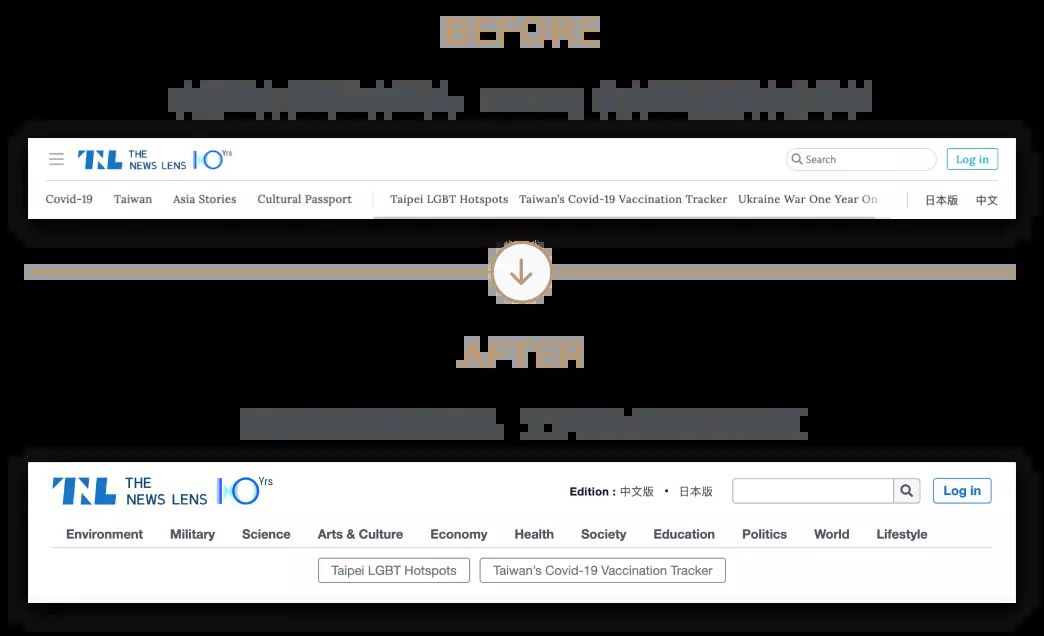 BEFORE
TNL THE NEWS LENS 10 Yrs Search Log in
Covid-19 Taiwan Asia Stories Cultural Passport Taipei LGBT Hotspots Taiwan's Covid-19 Vaccination Tracker Ukraine War One Year On 日本版 中文
AFTER
TNL THE NEWS LENS 10 Yrs Edition : 中文版 • 日本版 Log in
Environment Military Science Arts & Culture Economy Health Society Education Politics World Lifestyle
Taipei LGBT Hotspots Taiwan's Covid-19 Vaccination Tracker